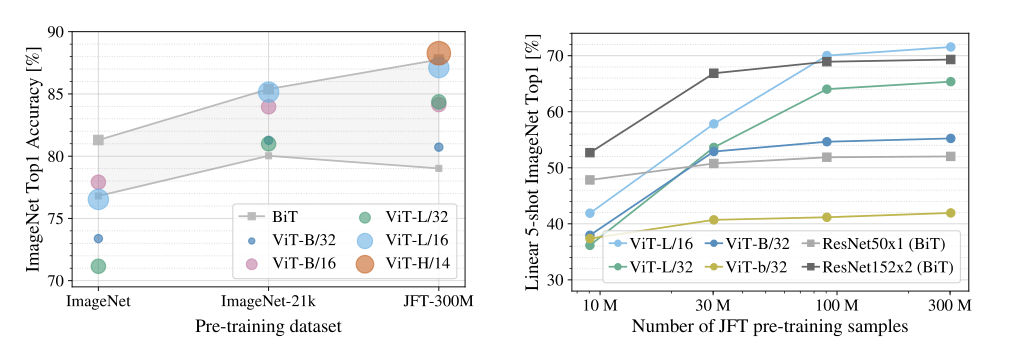 ImageNet Top1 Accuracy [%]
90
85
80
75
70
BiT
ViT-B/32
ViT-B/16
ViT-L/32
ViT-L/16
ViT-H/14
ImageNet
ImageNet-21k
JFT-300M
Pre-training dataset
Linear 5-shot ImageNet Top1 [%]
70
60
50
40
30
ViT-L/16
ViT-L/32
ViT-B/32
ViT-b/32
ResNet50x1 (BiT)
ResNet152x2 (BiT)
10 M
30 M
100 M
300 M
Number of JFT pre-training samples